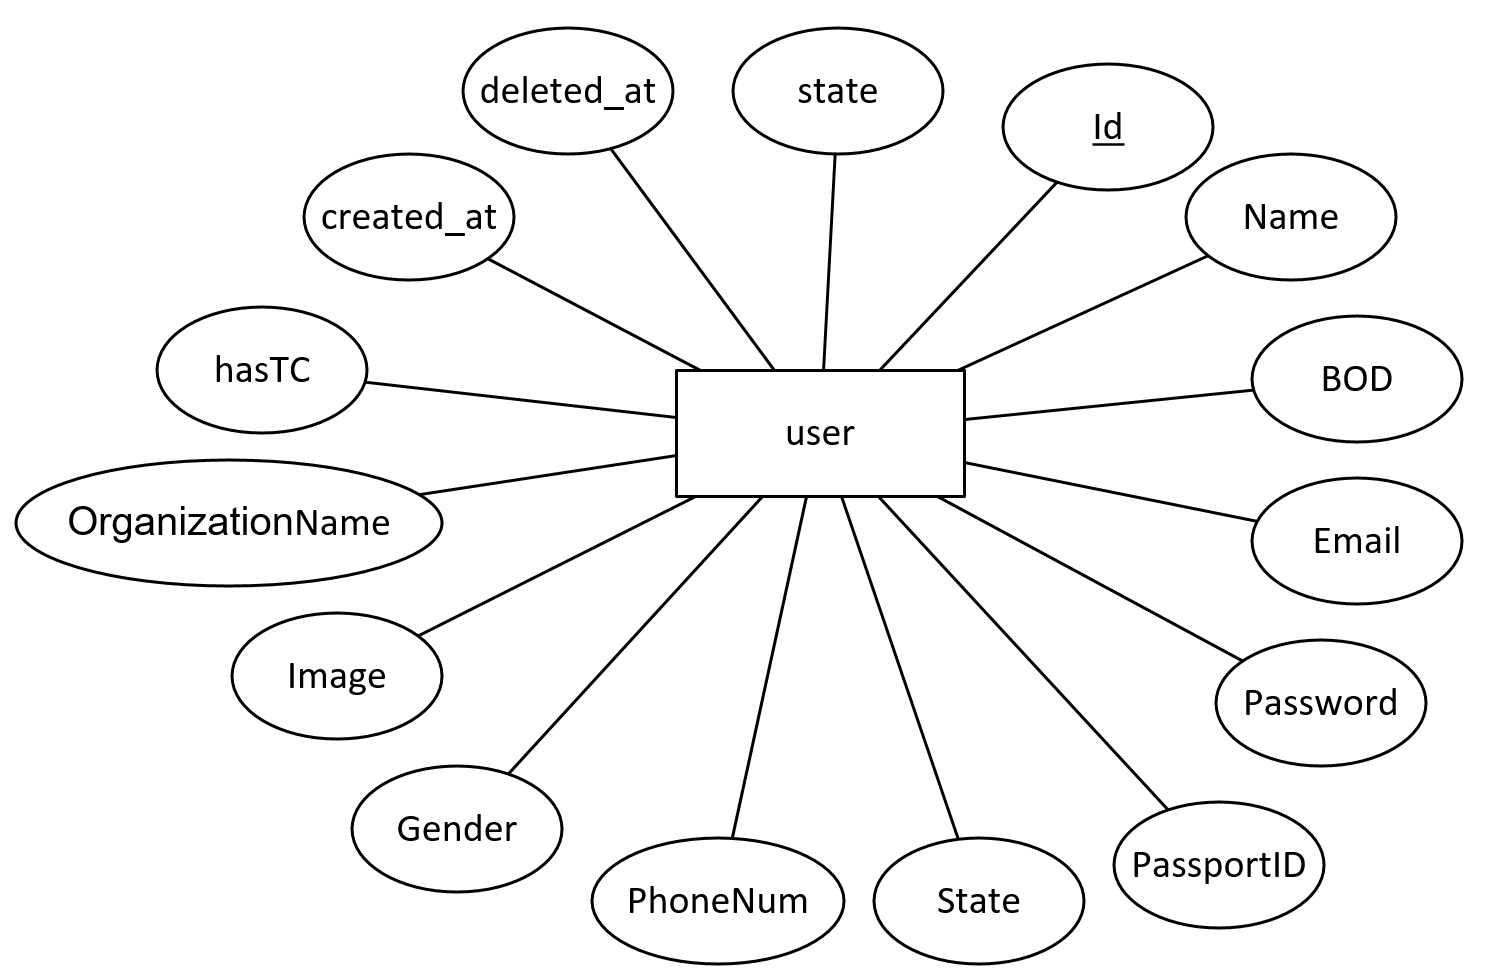 deleted_at
state
Id
created_at
Name
hasTC
BOD
user
OrganizationName
Email
Image
Password
Gender
PassportID
PhoneNum
State